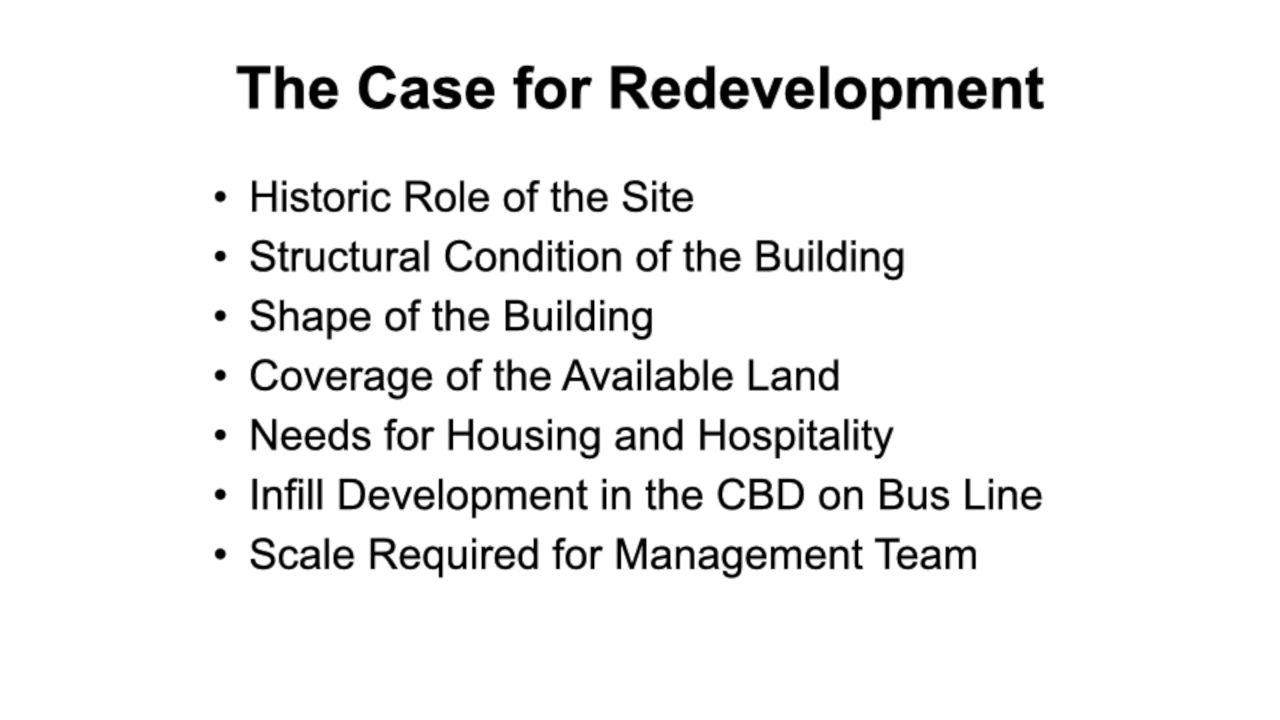 The Case for Redevelopment
• Historic Role of the Site
• Structural Condition of the Building
• Shape of the Building
• Coverage of the Available Land
• Needs for Housing and Hospitality
• Infill Development in the CBD on Bus Line
• Scale Required for Management Team